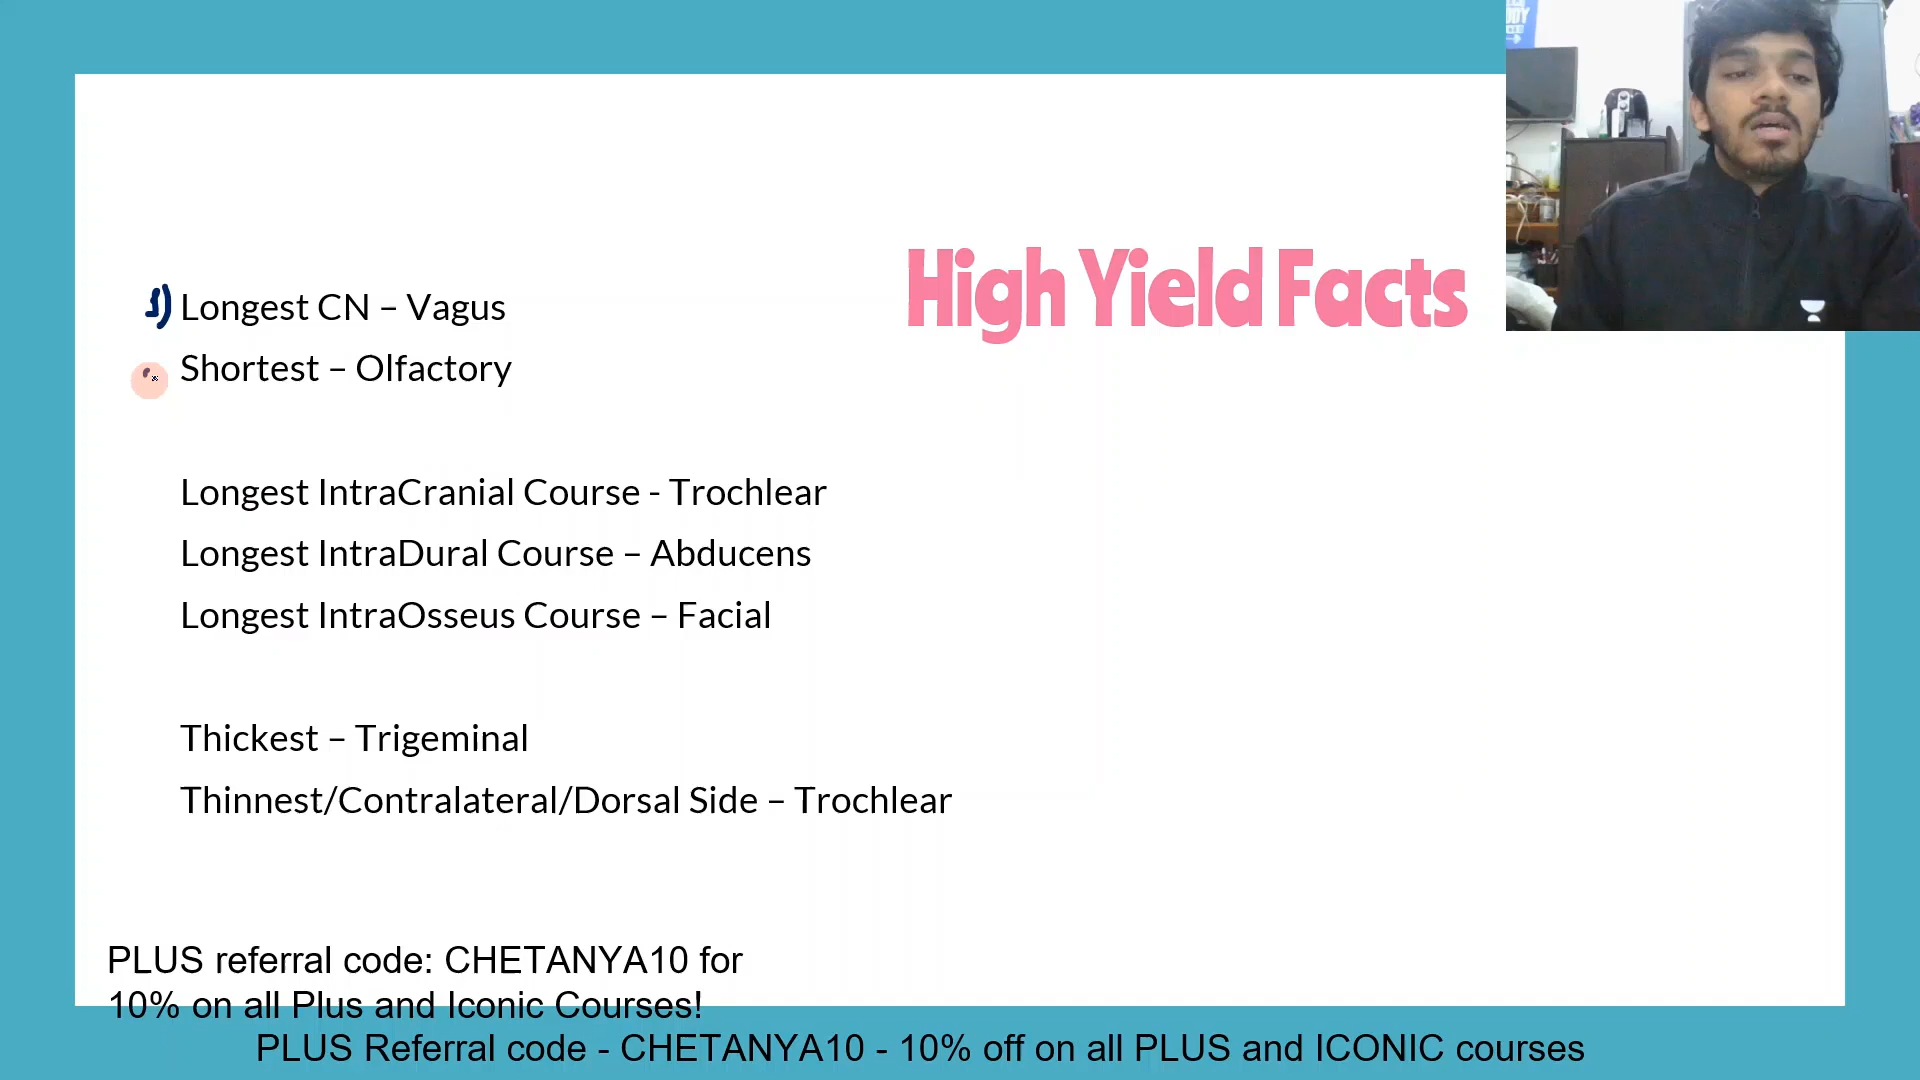 High Yield Facts
1) Longest CN – Vagus
Shortest – Olfactory
Longest IntraCranial Course - Trochlear
Longest IntraDural Course – Abducens
Longest IntraOsseus Course – Facial
Thickest – Trigeminal
Thinnest/Contralateral/Dorsal Side – Trochlear
PLUS referral code: CHETANYA10 for
10% on all Plus and Iconic Courses!
PLUS Referral code - CHETANYA10 - 10% off on all PLUS and ICONIC courses